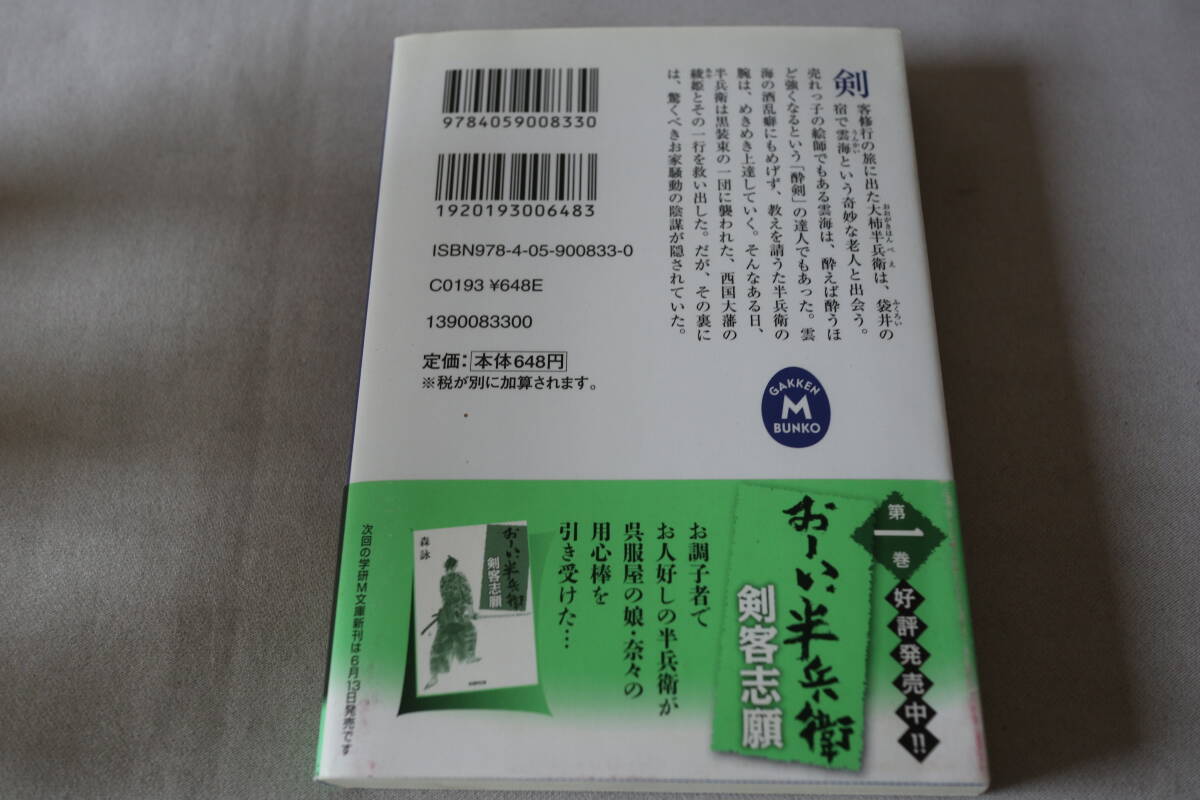 剣客修行の旅に出た大柿半兵衛は、袋井の
宿で雲海という奇妙な老人と出会う。
売れっ子の絵師でもある雲海は、酔えば酔うほ
ど強くなるという「酔剣」の達人でもあった。雲
海の酒乱癖にもめげず、教えを請うた半兵衛の
腕は、めきめき上達していく。そんなある日、
半兵衛は黒装束の一団に襲われた、西国大藩の
綾姫とその一行を救い出した。だが、その裏に
は、驚くべきお家騒動の陰謀が隠されていた。
9784059008330
1920193006483
ISBN978-4-05-900833-0
C0193 ¥648E
1390083300
定価：本体648円
※税が別に加算されます。
GAKKEN
M
BUNKO
第一巻好評発売中!!
おーい半兵衛
剣客志願
お調子者で
お人好しの半兵衛が
呉服屋の娘・奈々の
用心棒を
引き受けた…
おーい半兵衛
剣客志願
森詠
次回の学研M文庫新刊は6月13日発売です